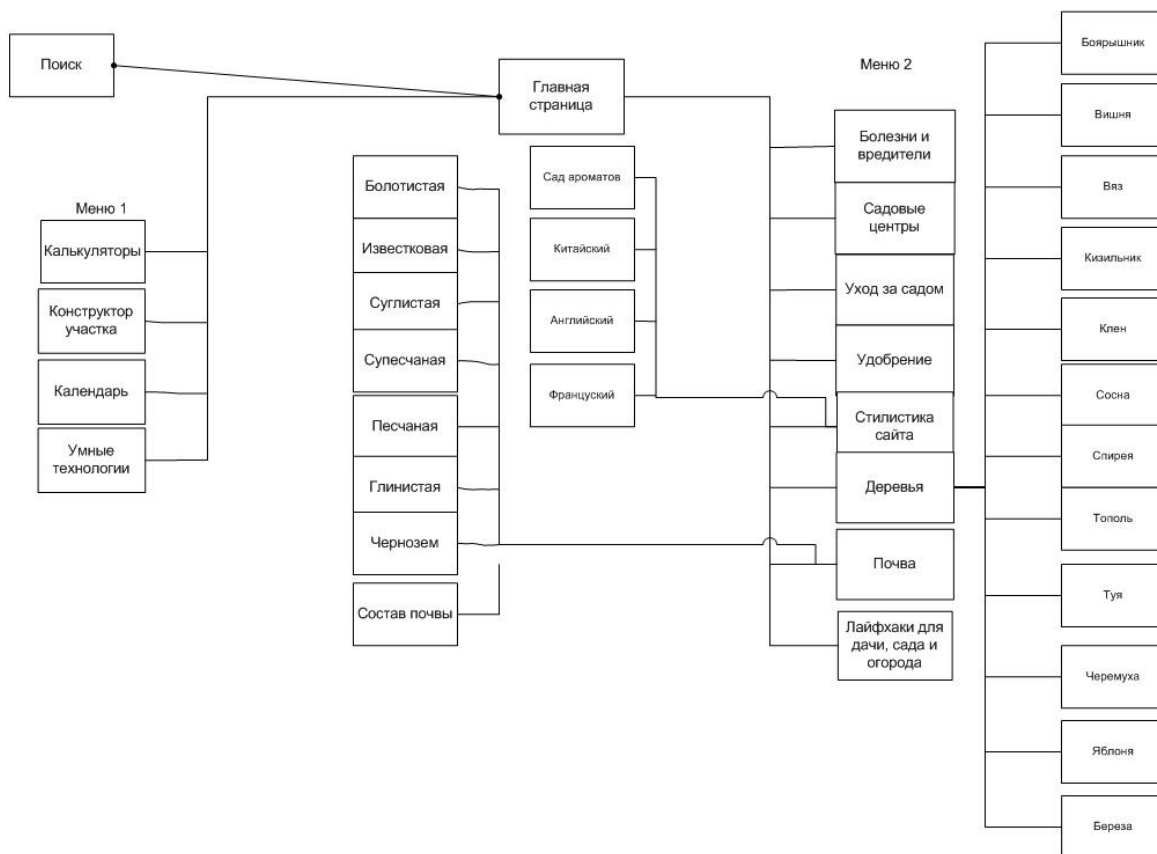 Поиск
Главная
страница
Меню 1
Калькуляторы
Конструктор
участка
Календарь
Умные
технологии
Болотистая
Известковая
Суглистая
Супесчаная
Песчаная
Глинистая
Чернозем
Состав почвы
Сад ароматов
Китайский
Английский
Француский
Меню 2
Болезни и
вредители
Садовые
центры
Уход за садом
Удобрение
Стилистика
сайта
Деревья
Почва
Лайфхаки для
дачи, сада и
огорода
Боярышник
Вишня
Вяз
Кизильник
Клен
Сосна
Спирея
Тополь
Туя
Черемуха
Яблоня
Береза